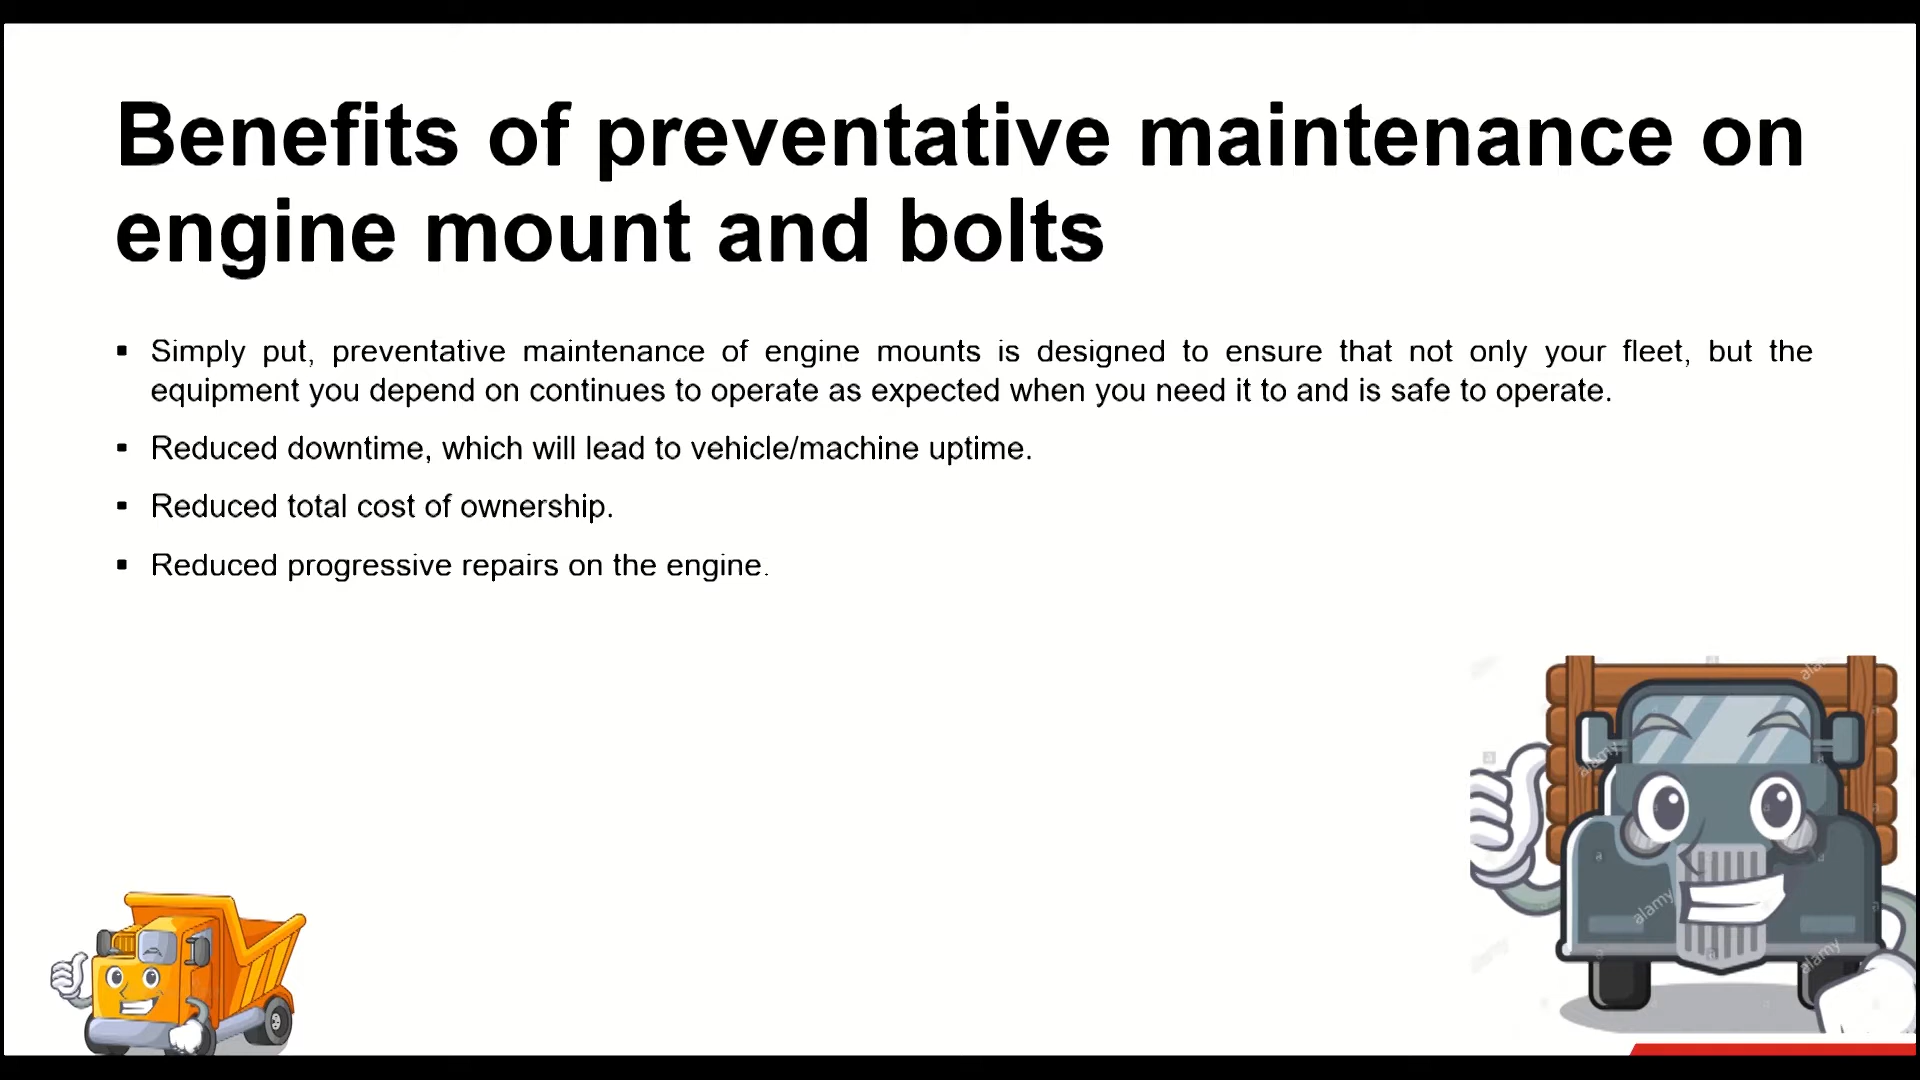 Benefits of preventative maintenance on
engine mount and bolts
▪ Simply put, preventative maintenance of engine mounts is designed to ensure that not only your fleet, but the
equipment you depend on continues to operate as expected when you need it to and is safe to operate.
▪ Reduced downtime, which will lead to vehicle/machine uptime.
▪ Reduced total cost of ownership.
▪ Reduced progressive repairs on the engine.
alamy
alamy
alamy